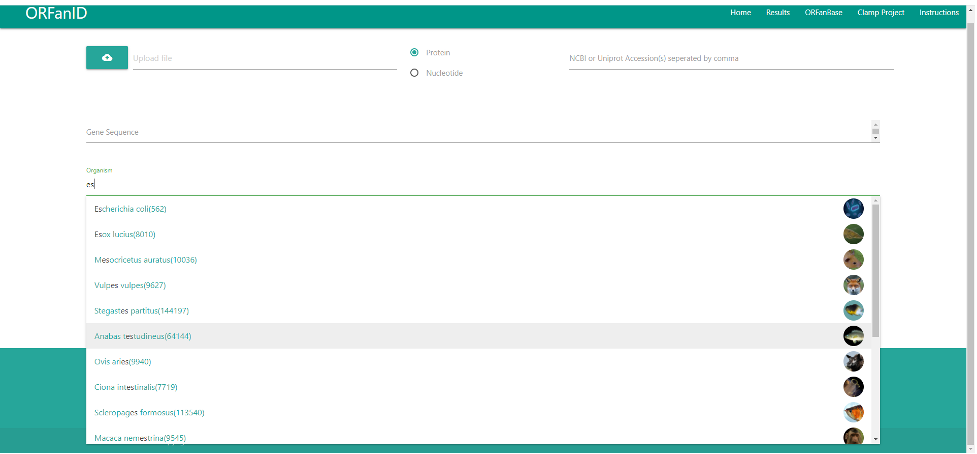 ORFanID
Home Results ORFanBase Clamp Project Instructions
Upload file
Protein
Nucleotide
NCBI or Uniprot Accession(s) seperated by comma
Gene Sequence
Organism
es
Escherichia coli(562)
Esox lucius(8010)
Mesocricetus auratus(10036)
Vulpes vulpes(9627)
Stegastes partitus(144197)
Anabas testudineus(64144)
Ovis aries(9940)
Ciona intestinalis(7719)
Scleropages formosus(113540)
Macaca nemestrina(9545)